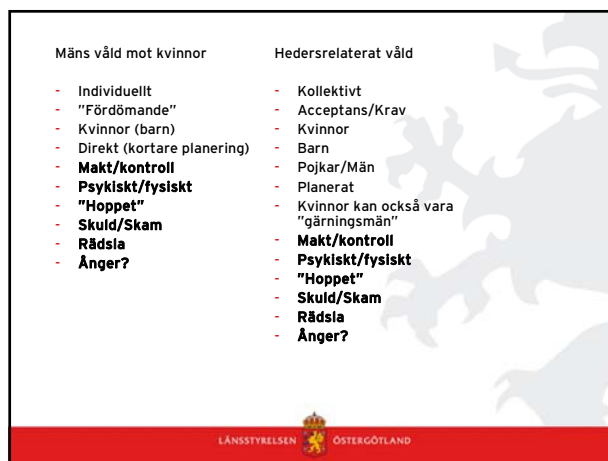 Mäns våld mot kvinnor
- Individuellt
- ”Fördömande”
- Kvinnor (barn)
- Direkt (kortare planering)
- Makt/kontroll
- Psykiskt/fysiskt
- ”Hoppet”
- Skuld/Skam
- Rädsla
- Ånger?
Hedersrelaterat våld
- Kollektivt
- Acceptans/Krav
- Kvinnor
- Barn
- Pojkar/Män
- Planerat
- Kvinnor kan också vara
”gärningsmän”
- Makt/kontroll
- Psykiskt/fysiskt
- ”Hoppet”
- Skuld/Skam
- Rädsla
- Ånger?
LÄNSSTYRELSEN ÖSTERGÖTLAND